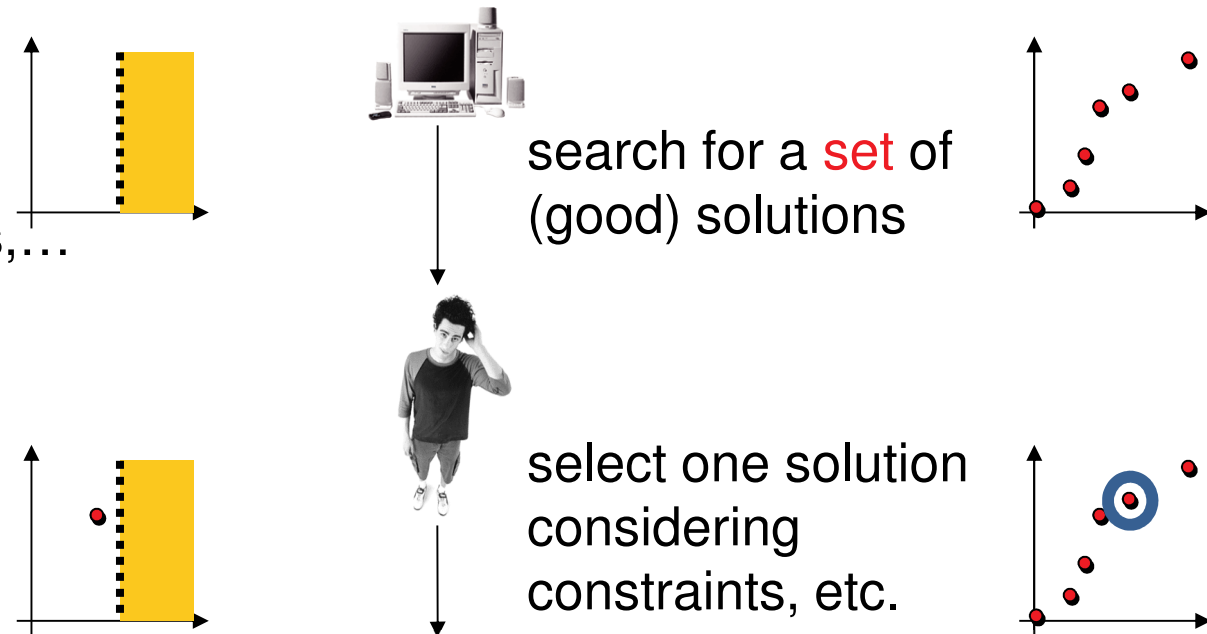 search for a set of
(good) solutions
s,…
select one solution
considering
constraints, etc.